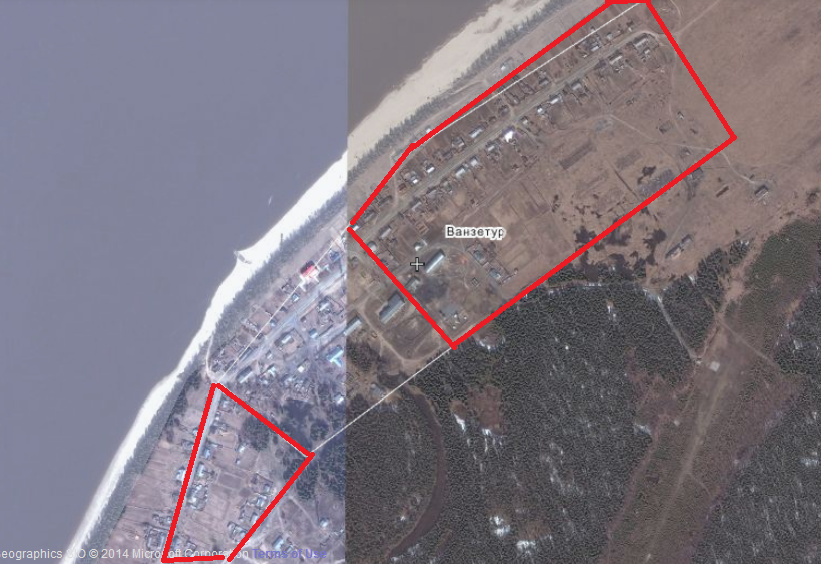 Ванзетур
eographics SIO © 2014 Microsoft Corporation Terms of Use